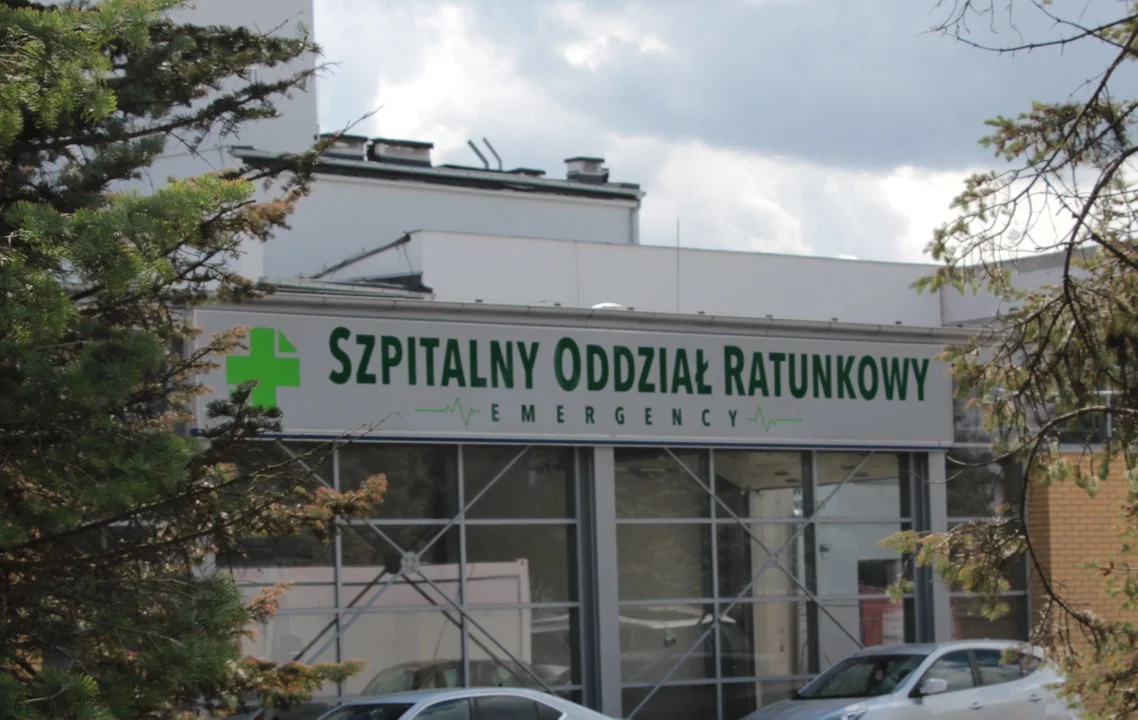 SZPITALNY ODDZIAŁ RATUNKOWY
EMERGENCY